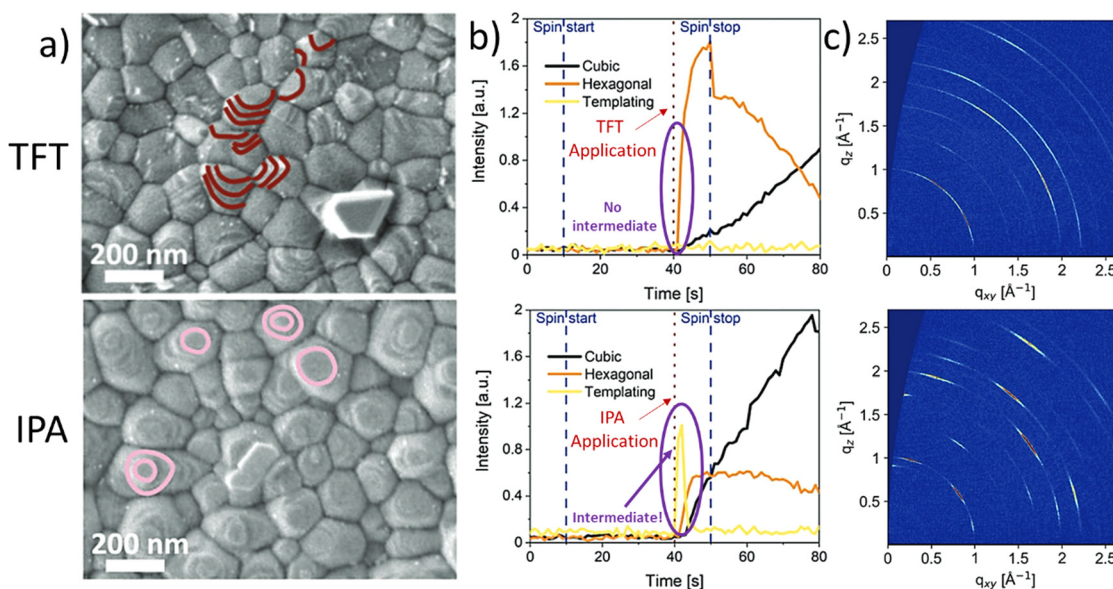 a)
TFT
200 nm
IPA
200 nm
b)
2
1.6
1.2
0.8
0.4
0
Intensity [a.u.]
Spin start
Spin stop
Cubic
Hexagonal
Templating
TFT
Application
No
intermediate
0
20
40
60
80
Time [s]
2
1.6
1.2
0.8
0.4
0
Intensity [a.u.]
Spin start
Spin stop
Cubic
Hexagonal
Templating
IPA
Application
Intermediate!
0
20
40
60
80
Time [s]
c)
2.5
2
1.5
1
0.5
qz [Å⁻¹]
0
0.5
1
1.5
2
2.5
qxy [Å⁻¹]
2.5
2
1.5
1
0.5
qz [Å⁻¹]
0
0.5
1
1.5
2
2.5
qxy [Å⁻¹]